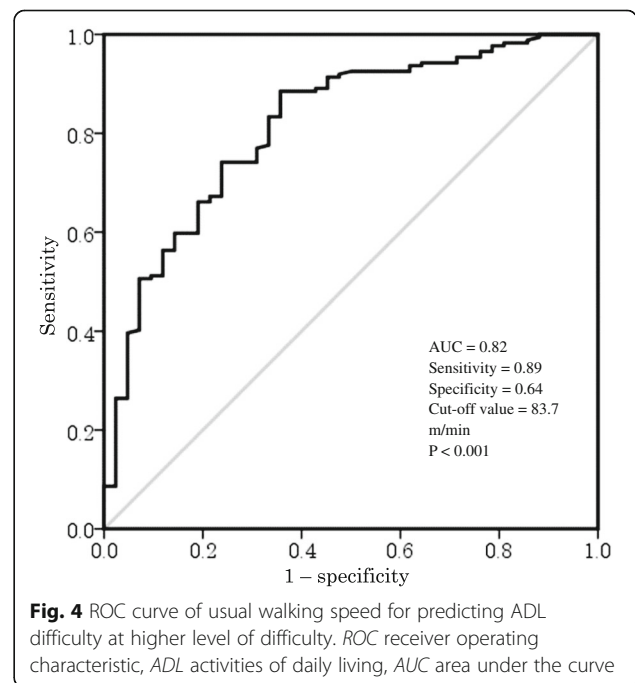 1.0
0.8
0.6
0.4
0.2
0.0
Sensitivity
AUC = 0.82
Sensitivity = 0.89
Specificity = 0.64
Cut-off value = 83.7
m/min
P < 0.001
0.0 0.2 0.4 0.6 0.8 1.0
1 − specificity
Fig. 4 ROC curve of usual walking speed for predicting ADL
difficulty at higher level of difficulty. ROC receiver operating
characteristic, ADL activities of daily living, AUC area under the curve